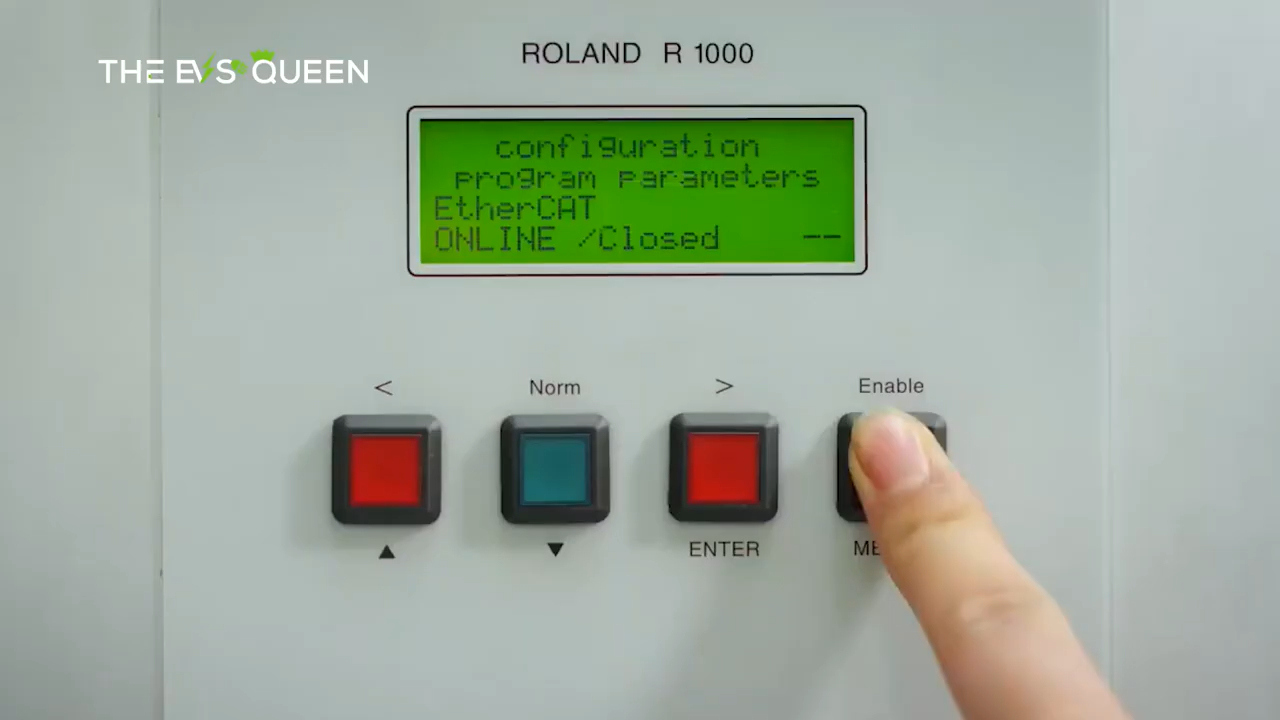 THE EVS QUEEN
ROLAND R 1000
configuration
program parameters
EtherCAT
ONLINE /Closed --
< Norm > Enable
▲ ▼ ENTER